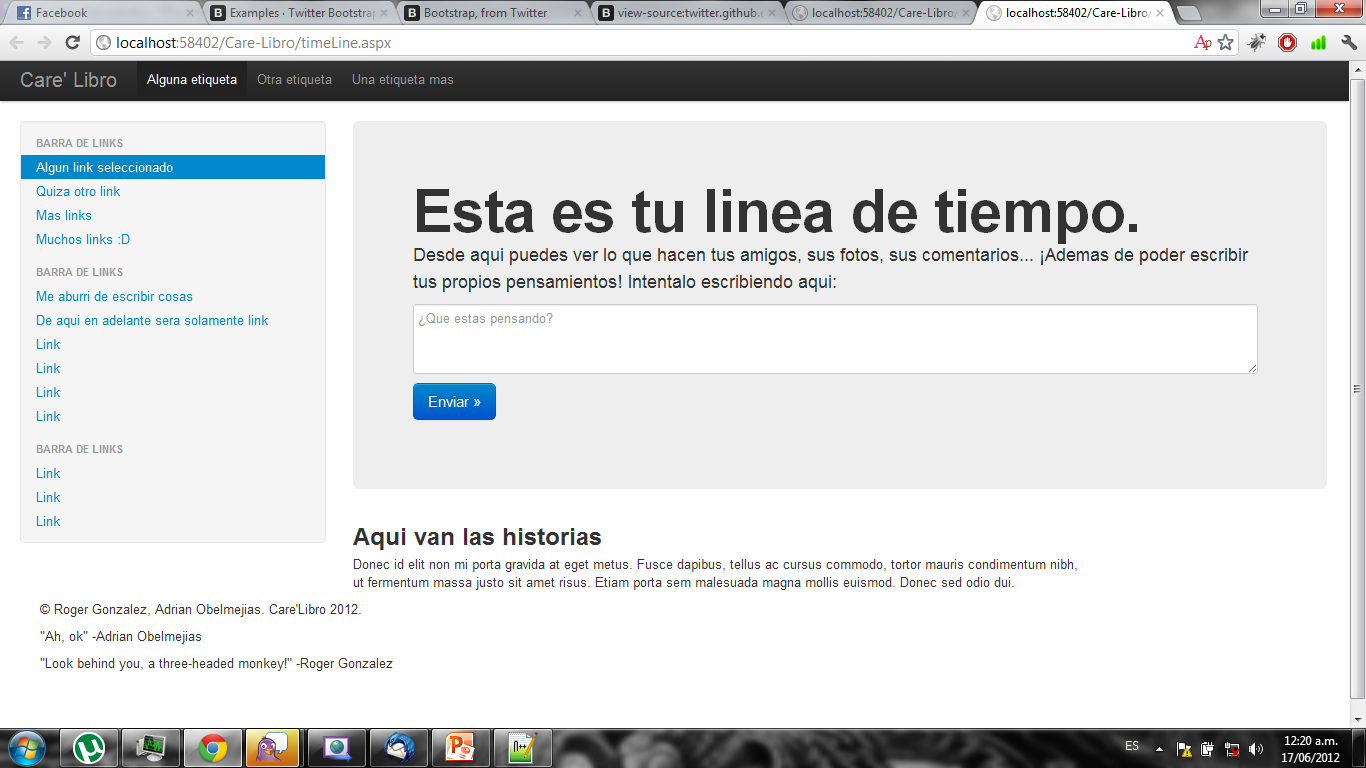 Facebook
Examples · Twitter Bootstrap
Bootstrap, from Twitter
view-source:twitter.github.c
localhost:58402/Care-Libro/
localhost:58402/Care-Libro/
localhost:58402/Care-Libro/timeLine.aspx
Care' Libro
Alguna etiqueta
Otra etiqueta
Una etiqueta mas
BARRA DE LINKS
Algun link seleccionado
Quiza otro link
Mas links
Muchos links :D
BARRA DE LINKS
Me aburri de escribir cosas
De aqui en adelante sera solamente link
Link
Link
Link
Link
BARRA DE LINKS
Link
Link
Link
Esta es tu linea de tiempo.
Desde aqui puedes ver lo que hacen tus amigos, sus fotos, sus comentarios... ¡Ademas de poder escribir
tus propios pensamientos! Intentalo escribiendo aqui:
¿Que estas pensando?
Enviar »
Aqui van las historias
Donec id elit non mi porta gravida at eget metus. Fusce dapibus, tellus ac cursus commodo, tortor mauris condimentum nibh,
ut fermentum massa justo sit amet risus. Etiam porta sem malesuada magna mollis euismod. Donec sed odio dui.
© Roger Gonzalez, Adrian Obelmejias. Care'Libro 2012.
"Ah, ok" -Adrian Obelmejias
"Look behind you, a three-headed monkey!" -Roger Gonzalez
ES
12:20 a.m.
17/06/2012